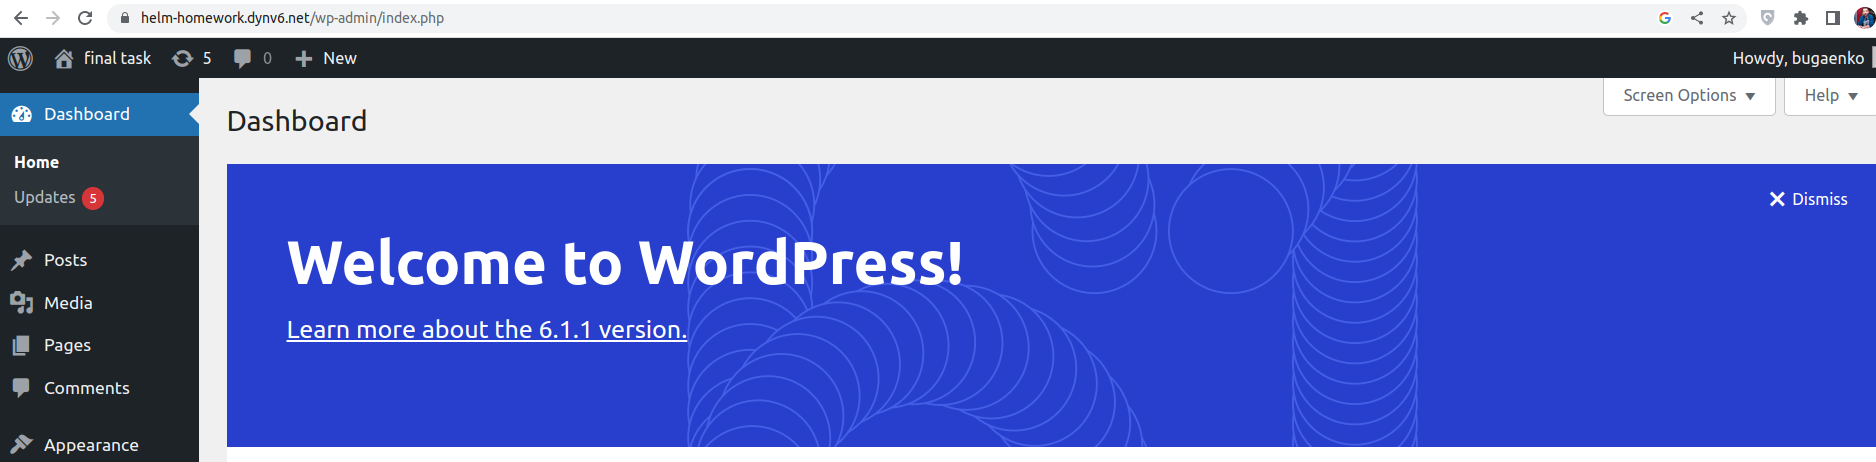 helm-homework.dynv6.net/wp-admin/index.php
final task 5 0 New Howdy, bugaenko
Dashboard
Home
Updates 5
Posts
Media
Pages
Comments
Appearance
Screen Options Help
Dashboard
Dismiss
Welcome to WordPress!
Learn more about the 6.1.1 version.